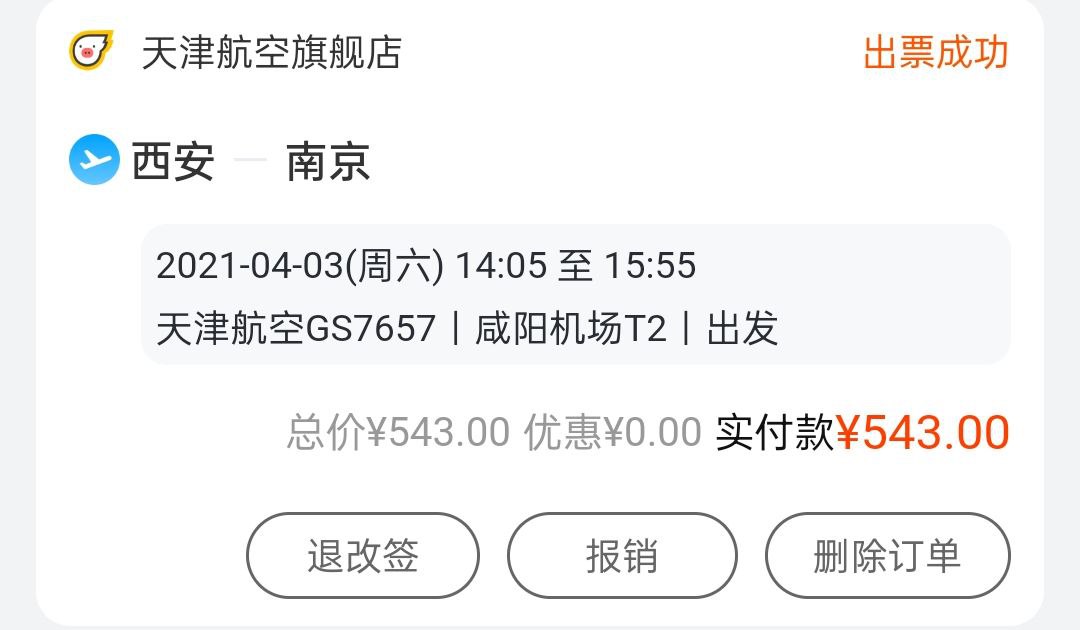 天津航空旗舰店 出票成功
西安 — 南京
2021-04-03(周六) 14:05 至 15:55
天津航空GS7657丨咸阳机场T2丨出发
总价¥543.00 优惠¥0.00 实付款¥543.00
退改签 报销 删除订单